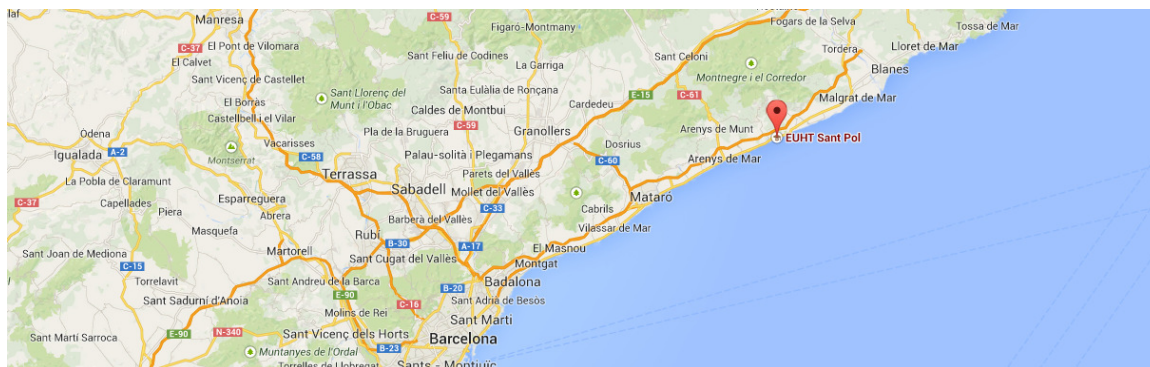 C-59
Figaró-Montmany
Fogars de la Selva
Tossa de Mar
Manresa
C-37
El Pont de Vilomara
El Calvet
Sant Feliu de Codines
Sant Celoni
Tordera
Lloret de Mar
La Garriga
Blanes
Sant Vicenç de Castellet
Sant Llorenç del
Munt i l'Obac
Santa Eulàlia de Ronçana
Montnegre i el Corredor
E-15
C-61
Malgrat de Mar
El Borràs
Caldes de Montbui
Cardedeu
Castellbell i el Vilar
C-59
Pla de la Bruguera
Granollers
Arenys de Munt
EUHT Sant Pol
Òdena
Vacarisses
Dosrius
Igualada
A-2
Montserrat
C-58
Palau-solità i Plegamans
C-60
Arenys de Mar
La Pobla de Claramunt
Terrassa
Parets del Vallès
Sabadell
Mollet del Vallès
Mataró
C-37
Capellades
Piera
Esparreguera
C-33
Cabrils
Abrera
Barberà del Vallès
Vilassar de Mar
Masquefa
Rubí
B-30
A-17
El Masnou
Sant Joan de Mediona
Martorell
Sant Cugat del Vallès
Montgat
C-15
Torrelavit
Sant Andreu de la Barca
Badalona
B-20
E-90
Sant Sadurní d'Anoia
C-16
Sant Adrià de Besòs
Molins de Rei
Sant Martí
E-90
N-340
Sant Vicenç dels Horts
Sant Martí Sarroca
Barcelona
B-23
Muntanyes de l'Ordal
Torrelles de Llobregat
Sants - Montjuïc